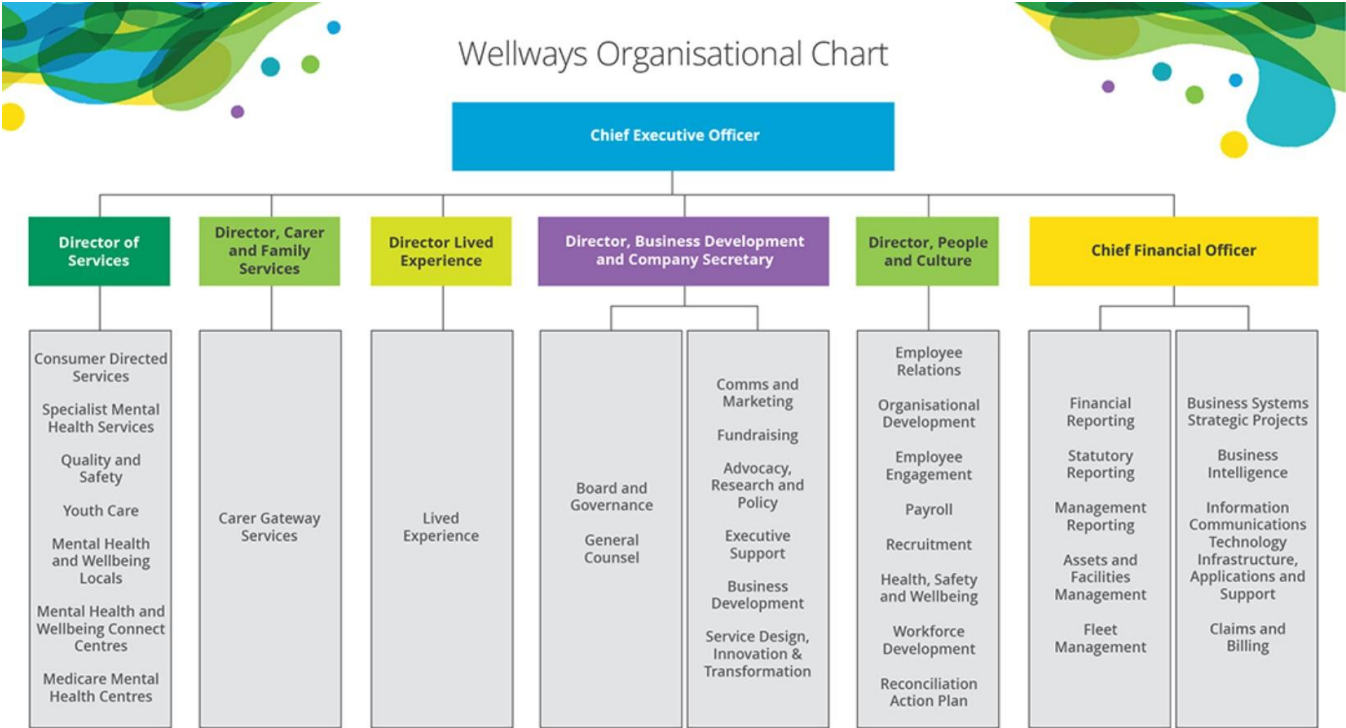 Wellways Organisational Chart
Chief Executive Officer
Director of
Services
Director, Carer
and Family
Services
Director Lived
Experience
Director, Business Development
and Company Secretary
Director, People
and Culture
Chief Financial Officer
Consumer Directed
Services
Specialist Mental
Health Services
Quality and
Safety
Youth Care
Mental Health
and Wellbeing
Locals
Mental Health and
Wellbeing Connect
Centres
Medicare Mental
Health Centres
Carer Gateway
Services
Lived
Experience
Board and
Governance
General
Counsel
Comms and
Marketing
Fundraising
Advocacy,
Research and
Policy
Executive
Support
Business
Development
Service Design,
Innovation &
Transformation
Employee
Relations
Organisational
Development
Employee
Engagement
Payroll
Recruitment
Health, Safety
and Wellbeing
Workforce
Development
Reconciliation
Action Plan
Financial
Reporting
Statutory
Reporting
Management
Reporting
Assets and
Facilities
Management
Fleet
Management
Business Systems
Strategic Projects
Business
Intelligence
Information
Communications
Technology
Infrastructure,
Applications and
Support
Claims and
Billing